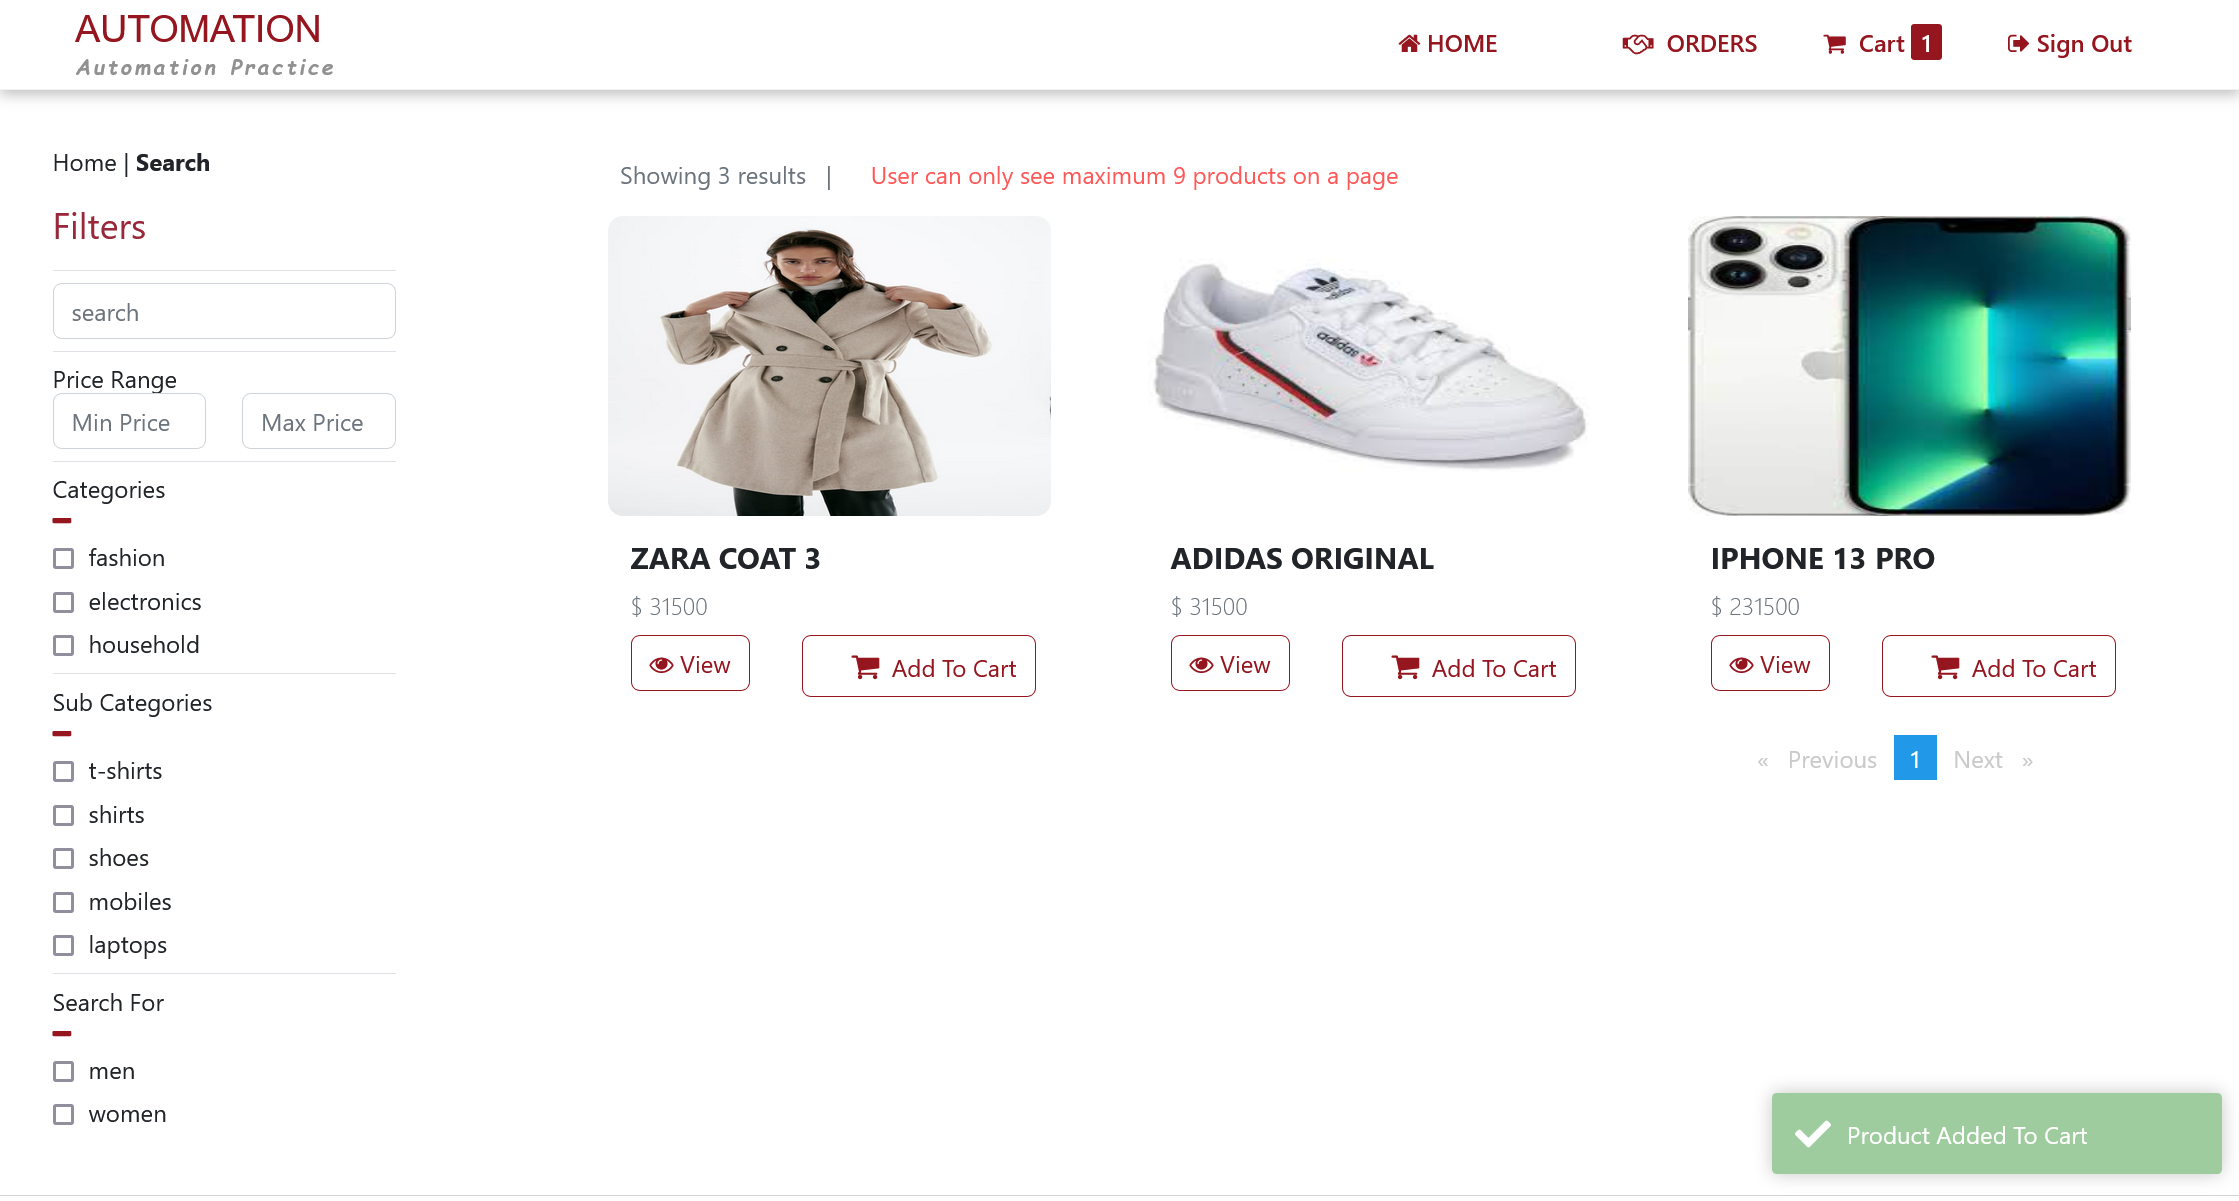 AUTOMATION
Automation Practice
HOME
ORDERS
Cart 1
Sign Out
Home | Search
Filters
search
Price Range
Min Price
Max Price
Categories
fashion
electronics
household
Sub Categories
t-shirts
shirts
shoes
mobiles
laptops
Search For
men
women
Showing 3 results |
User can only see maximum 9 products on a page
ZARA COAT 3
$ 31500
View
Add To Cart
adidas
ADIDAS ORIGINAL
$ 31500
View
Add To Cart
IPHONE 13 PRO
$ 231500
View
Add To Cart
« Previous 1 Next »
Product Added To Cart